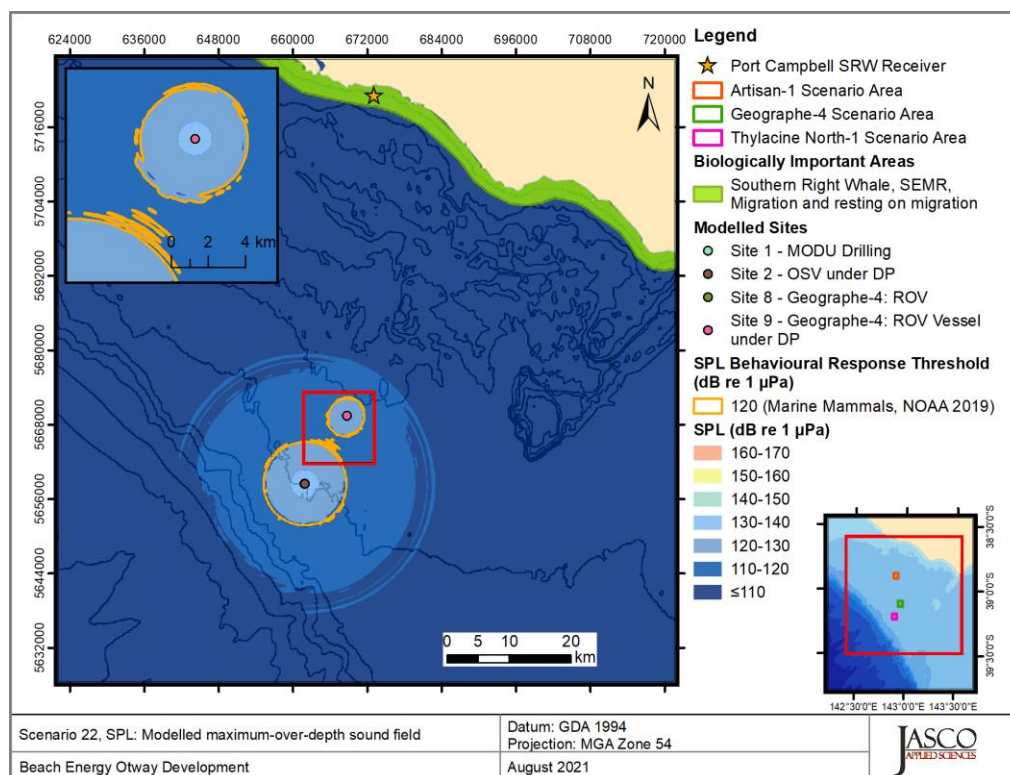 624000 636000 648000 660000 672000 684000 696000 708000 720000
5716000
5704000
5692000
5680000
5668000
5656000
5644000
5632000
0 2 4 km
N
0 5 10 20
km
Legend
Port Campbell SRW Receiver
Artisan-1 Scenario Area
Geographe-4 Scenario Area
Thylacine North-1 Scenario Area
Biologically Important Areas
Southern Right Whale, SEMR,
Migration and resting on migration
Modelled Sites
Site 1 - MODU Drilling
Site 2 - OSV under DP
Site 8 - Geographe-4: ROV
Site 9 - Geographe-4: ROV Vessel
under DP
SPL Behavioural Response Threshold
(dB re 1 µPa)
120 (Marine Mammals, NOAA 2019)
SPL (dB re 1 µPa)
160-170
150-160
140-150
130-140
120-130
110-120
≤110
38°30'0"S
39°0'0"S
39°30'0"S
142°30'0"E 143°0'0"E 143°30'0"E
Scenario 22, SPL: Modelled maximum-over-depth sound field
Datum: GDA 1994
Projection: MGA Zone 54
Beach Energy Otway Development
August 2021
JASCO
APPLIED SCIENCES